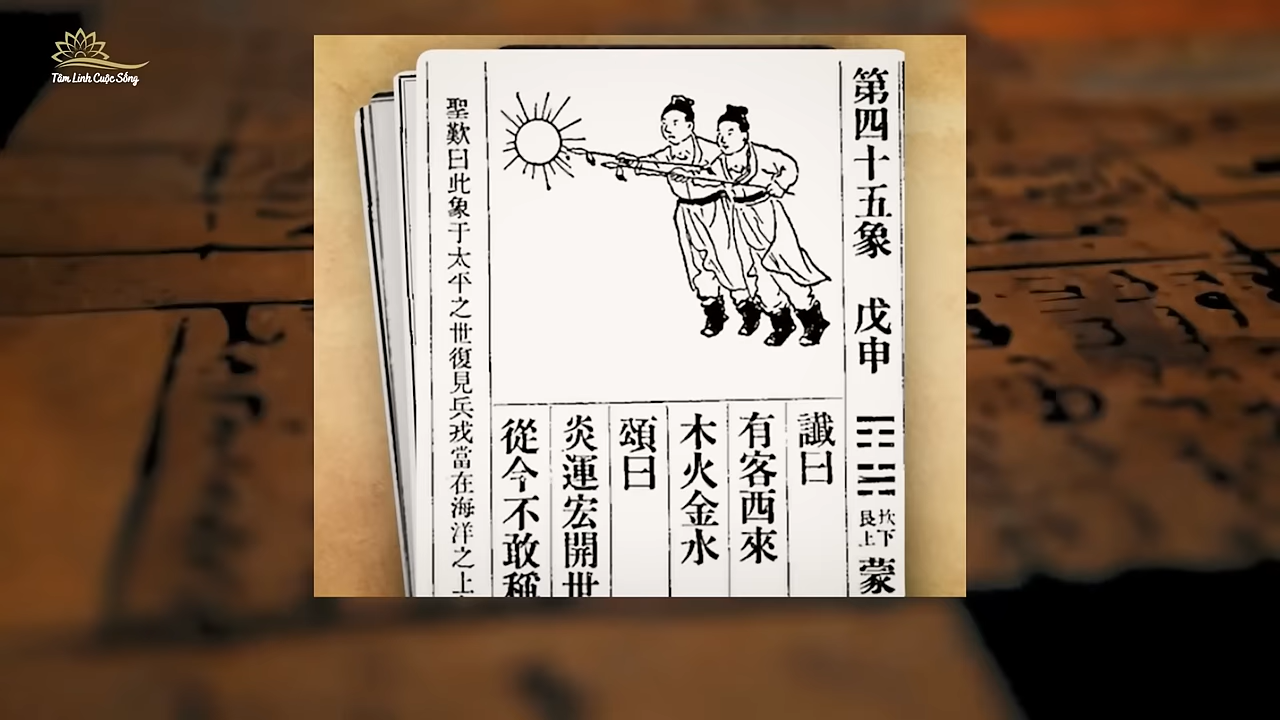 Tâm Linh Cuộc Sống
第四十五象 戊申 坎下艮上 蒙
讖曰
有客西來
木火金水
頌曰
炎運宏開世
從今不敢稱
聖歎曰此象于太平之世復見兵戎當在海洋之上